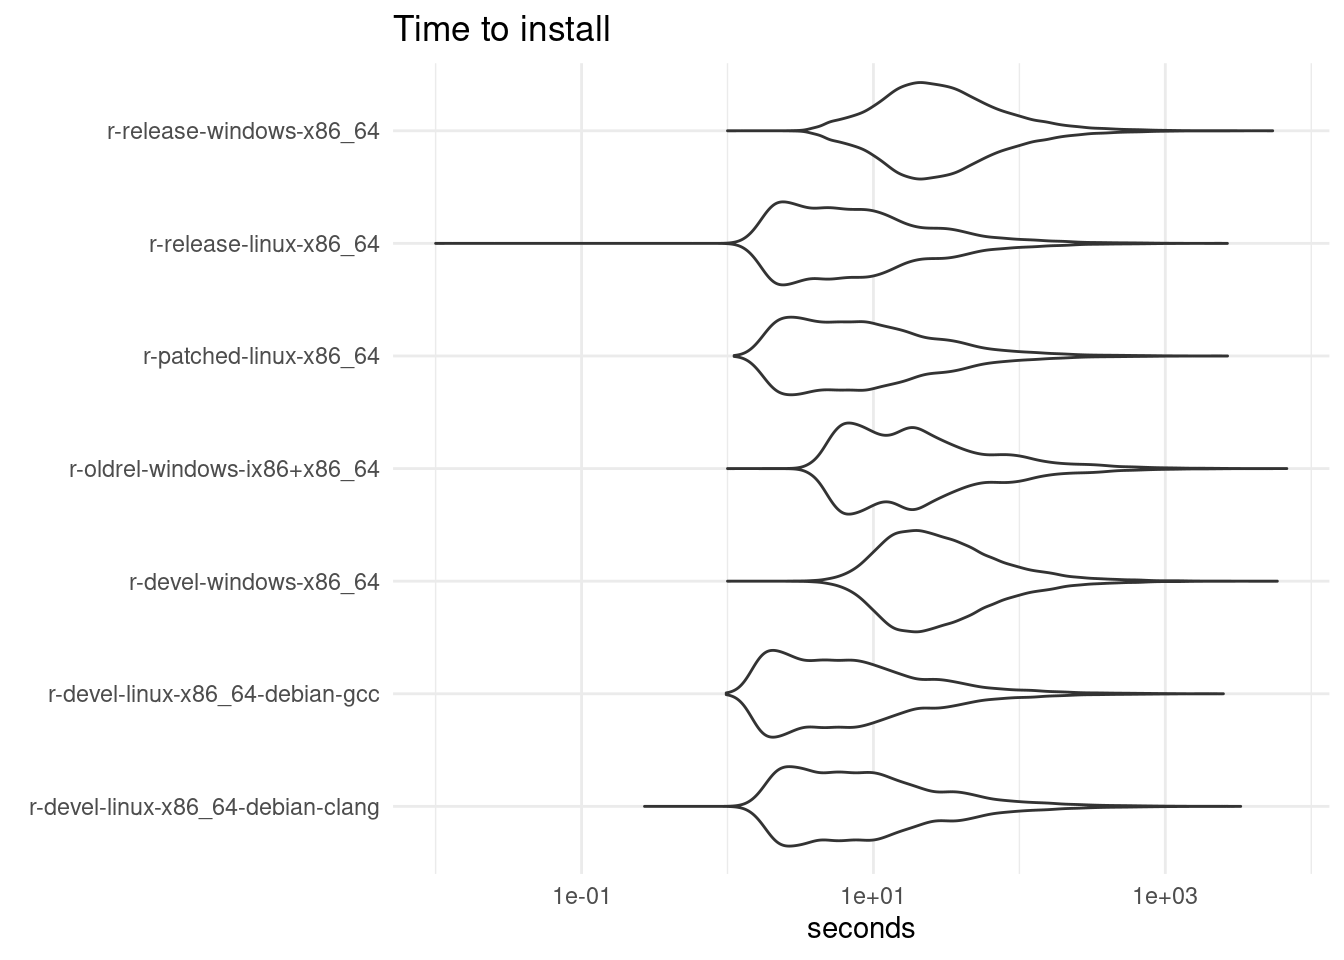 Time to install
r-release-windows-x86_64
r-release-linux-x86_64
r-patched-linux-x86_64
r-oldrel-windows-ix86+x86_64
r-devel-windows-x86_64
r-devel-linux-x86_64-debian-gcc
r-devel-linux-x86_64-debian-clang
1e-01 1e+01 1e+03
seconds